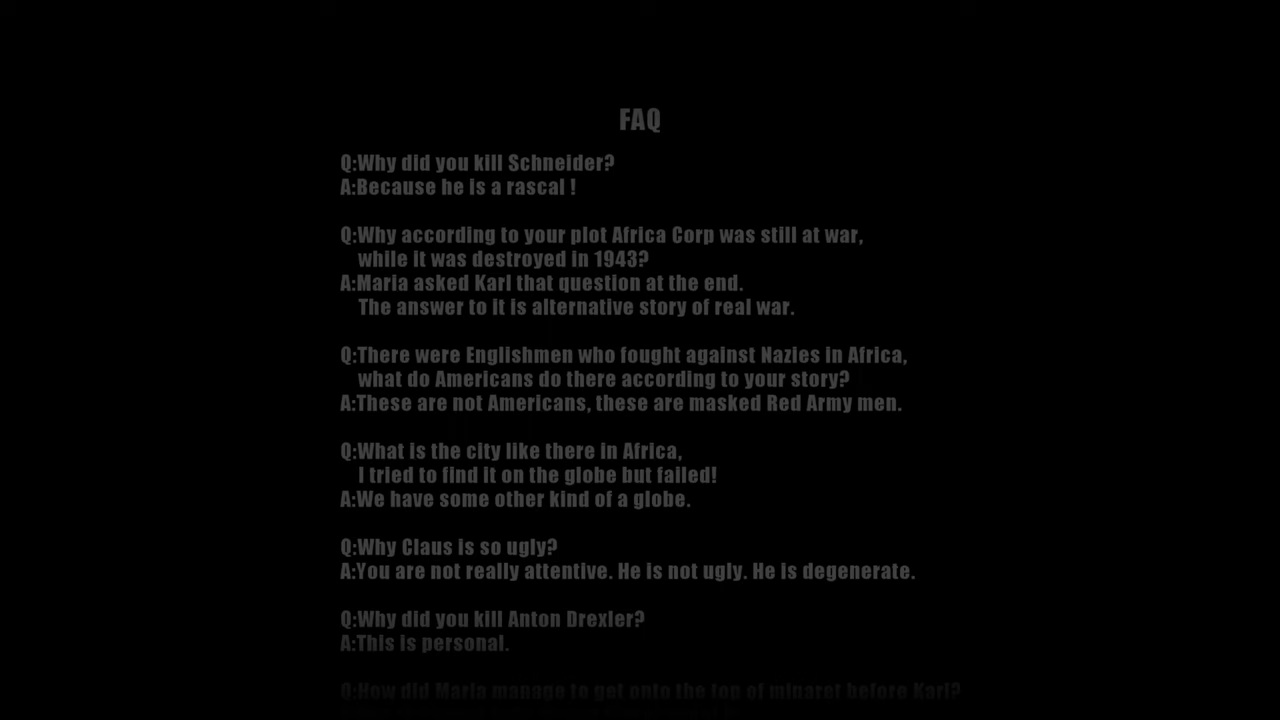 FAQ
Q:Why did you kill Schneider?
A:Because he is a rascal !
Q:Why according to your plot Africa Corp was still at war,
while it was destroyed in 1943?
A:Maria asked Karl that question at the end.
The answer to it is alternative story of real war.
Q:There were Englishmen who fought against Nazies in Africa,
what do Americans do there according to your story?
A:These are not Americans, these are masked Red Army men.
Q:What is the city like there in Africa,
I tried to find it on the globe but failed!
A:We have some other kind of a globe.
Q:Why Claus is so ugly?
A:You are not really attentive. He is not ugly. He is degenerate.
Q:Why did you kill Anton Drexler?
A:This is personal.
Q:How did Maria manage to get onto the top of minaret before Karl?